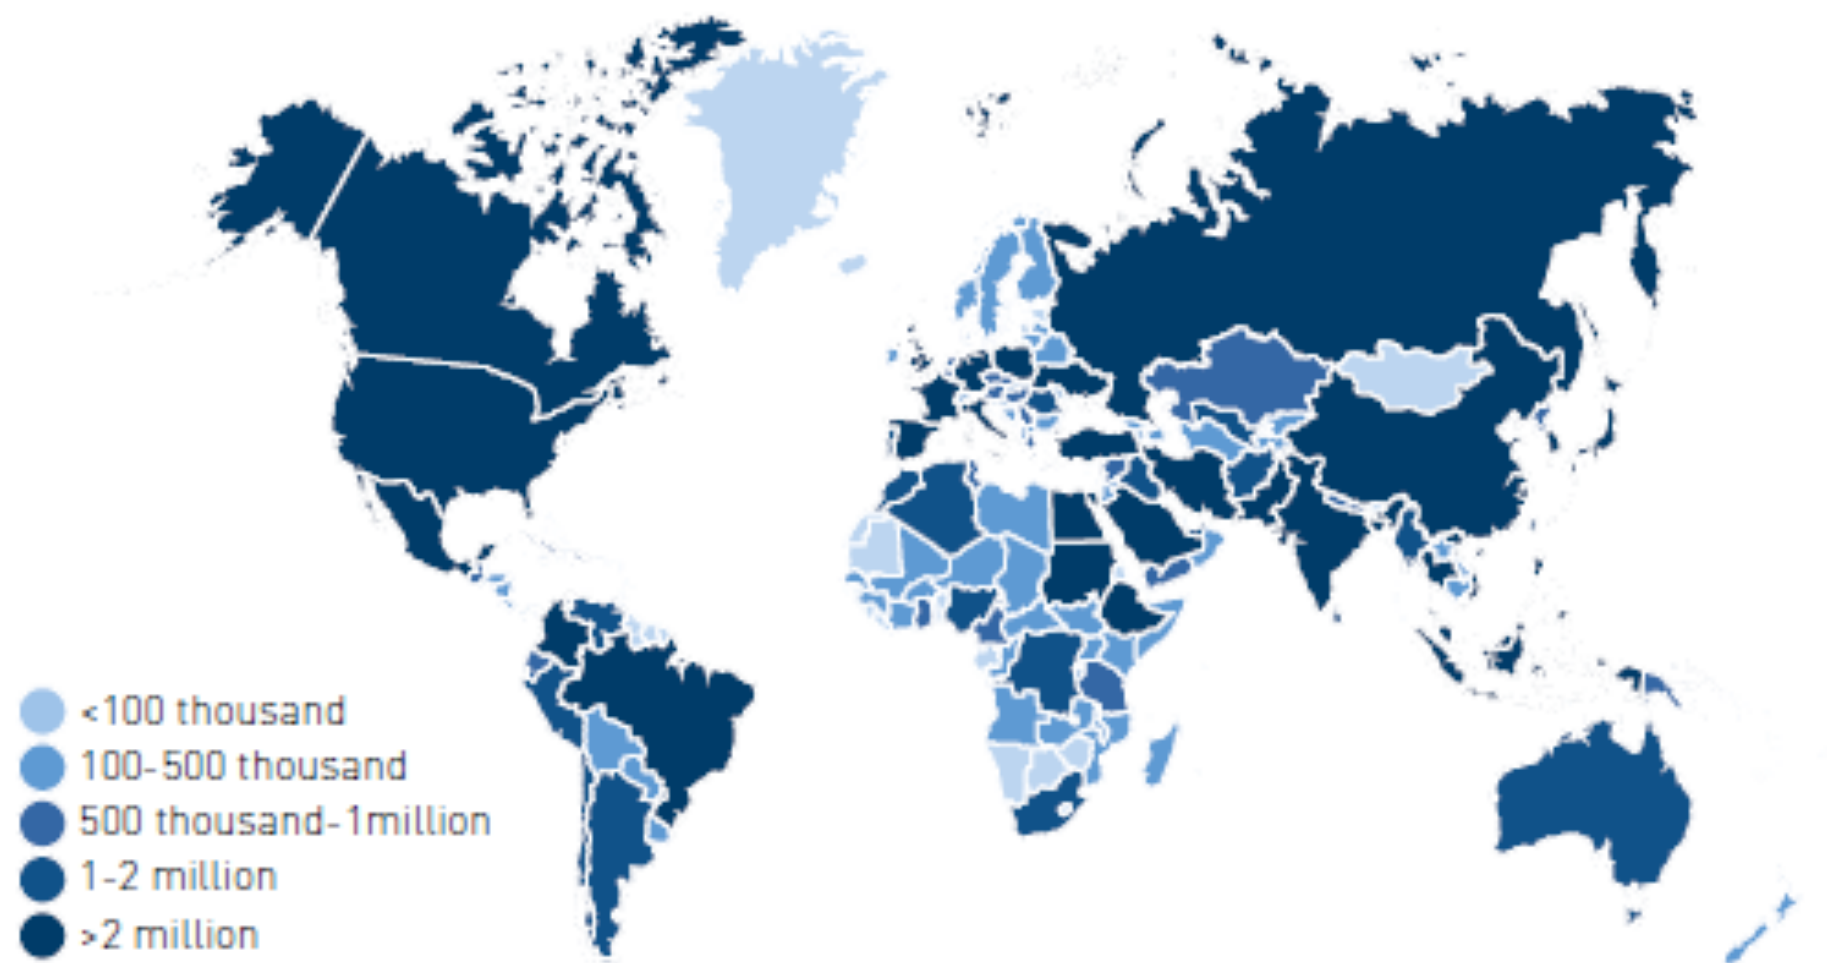 <100 thousand
100-500 thousand
500 thousand-1million
1-2 million
>2 million